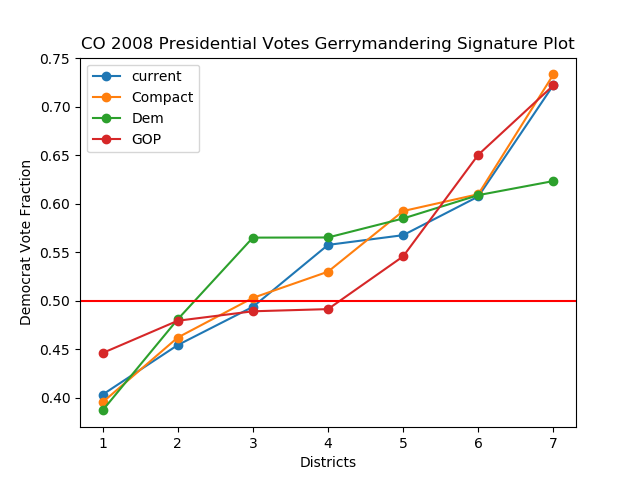 CO 2008 Presidential Votes Gerrymandering Signature Plot
current
Compact
Dem
GOP
0.75
0.70
0.65
0.60
0.55
0.50
0.45
0.40
Democrat Vote Fraction
1 2 3 4 5 6 7
Districts